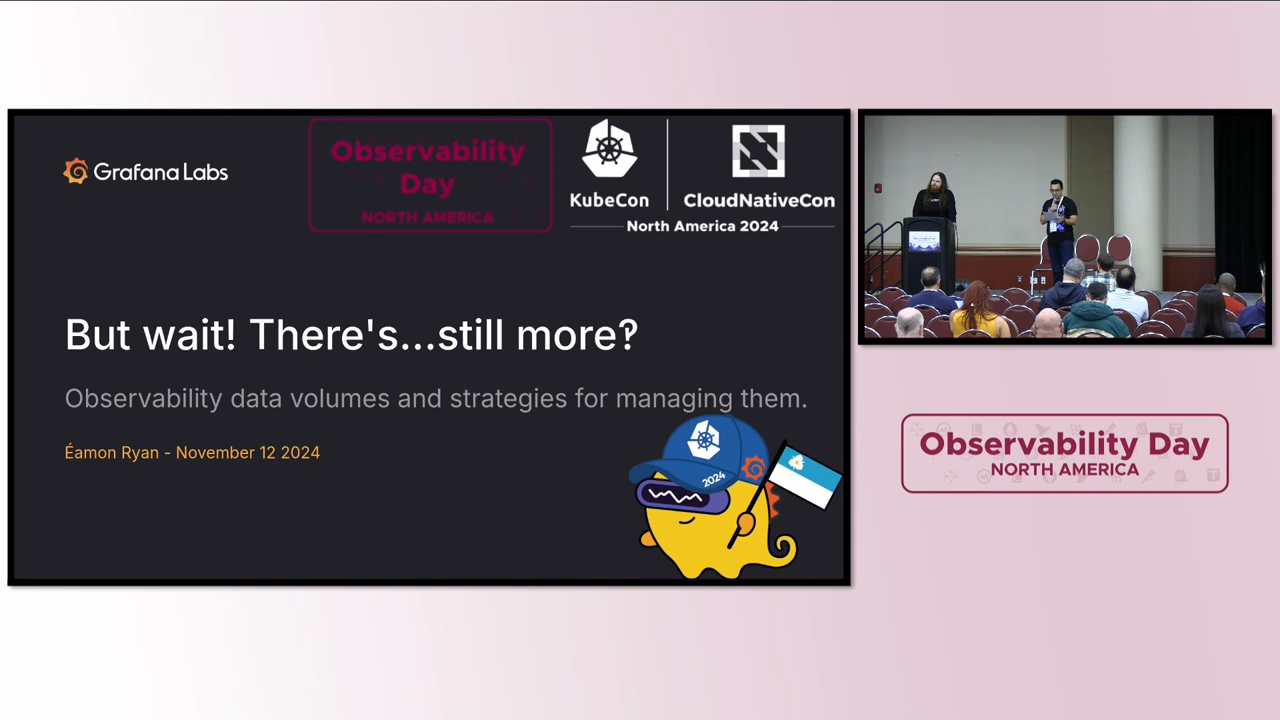 Grafana Labs
Observability
Day
NORTH AMERICA
KubeCon
CloudNativeCon
North America 2024
But wait! There's...still more?
Observability data volumes and strategies for managing them.
Éamon Ryan - November 12 2024
2024
Observability Day
NORTH AMERICA